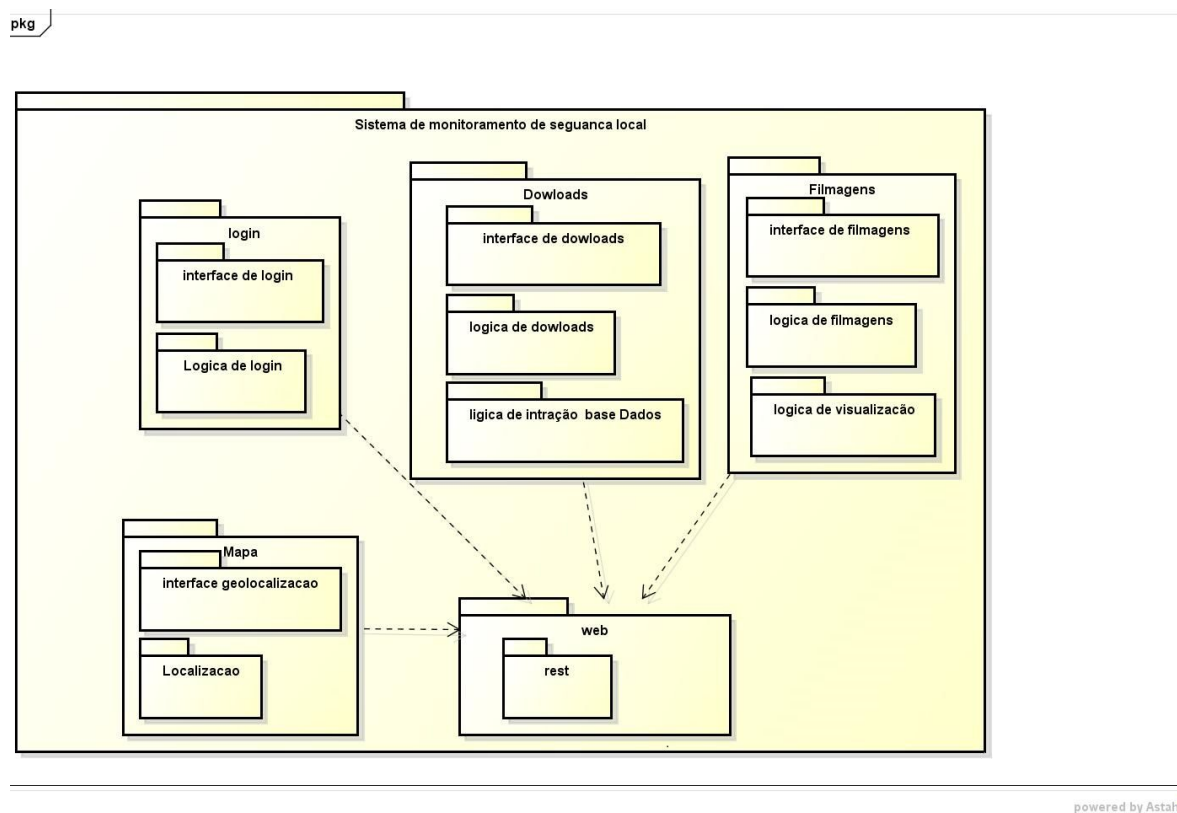 pkg
Sistema de monitoramento de seguanca local
login
interface de login
Logica de login
Dowloads
interface de dowloads
logica de dowloads
ligica de intração base Dados
Filmagens
interface de filmagens
logica de filmagens
logica de visualizacão
Mapa
interface geolocalizacao
Localizacao
web
rest
powered by Astah